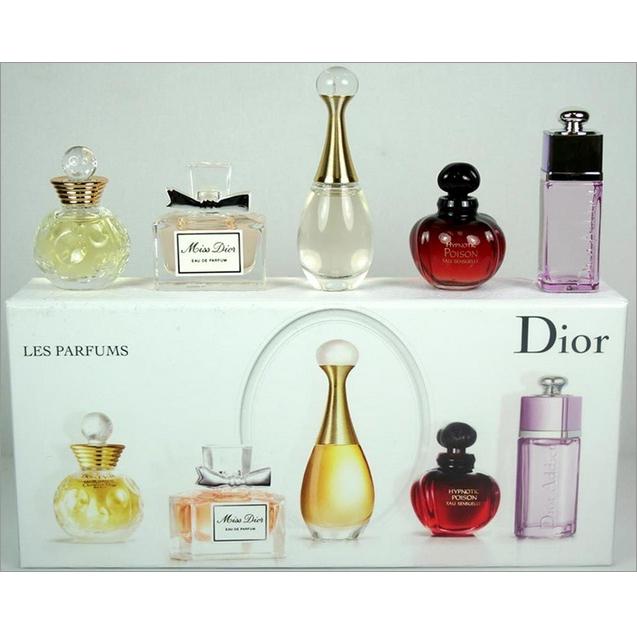 Miss Dior
EAU DE PARFUM
HYPNOTIC
POISON
EAU SENSUELLE
LES PARFUMS
Dior
Miss Dior
EAU DE PARFUM
HYPNOTIC
POISON
EAU SENSUELLE
Dior Addict